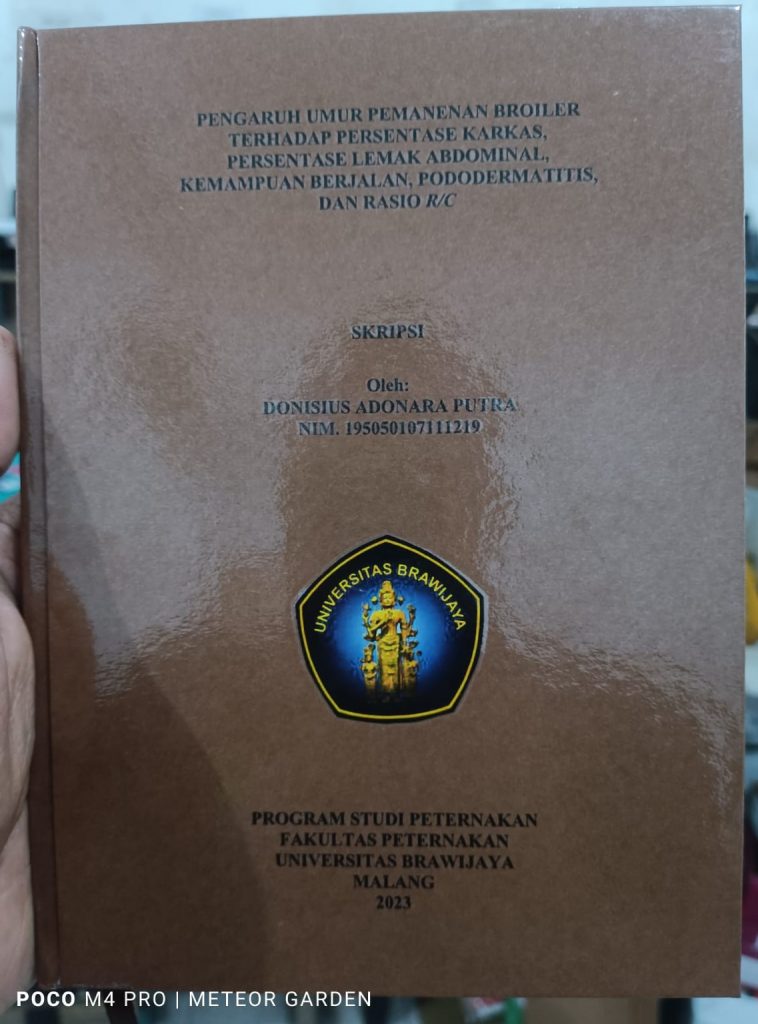 PENGARUH UMUR PEMANENAN BROILER
TERHADAP PERSENTASE KARKAS,
PERSENTASE LEMAK ABDOMINAL,
KEMAMPUAN BERJALAN, PODODERMATITIS,
DAN RASIO R/C
SKRIPSI
Oleh:
DONISIUS ADONARA PUTRA
NIM. 195050107111219
UNIVERSITAS BRAWIJAYA
PROGRAM STUDI PETERNAKAN
FAKULTAS PETERNAKAN
UNIVERSITAS BRAWIJAYA
MALANG
2023
POCO M4 PRO | METEOR GARDEN